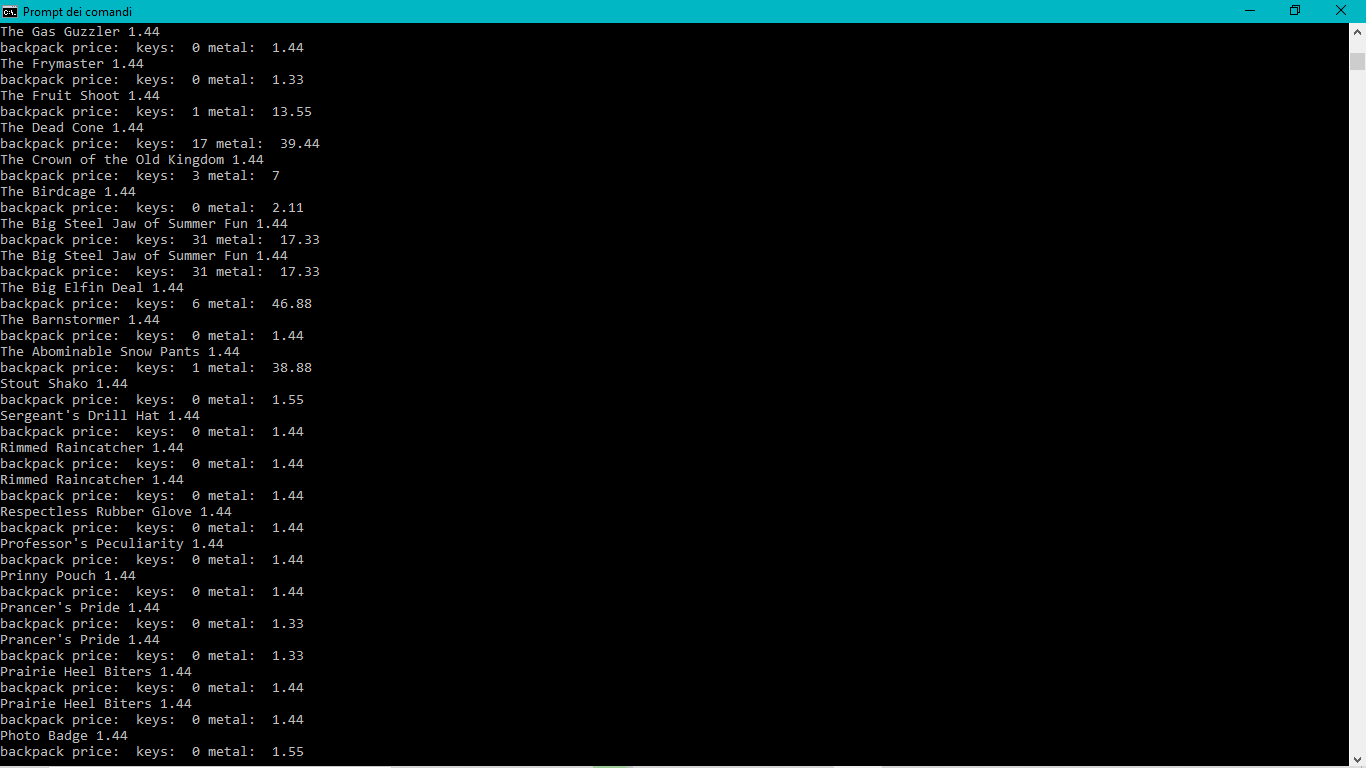 Prompt dei comandi
The Gas Guzzler 1.44
backpack price:  keys:  0 metal:  1.44
The Frymaster 1.44
backpack price:  keys:  0 metal:  1.33
The Fruit Shoot 1.44
backpack price:  keys:  1 metal:  13.55
The Dead Cone 1.44
backpack price:  keys:  17 metal:  39.44
The Crown of the Old Kingdom 1.44
backpack price:  keys:  3 metal:  7
The Birdcage 1.44
backpack price:  keys:  0 metal:  2.11
The Big Steel Jaw of Summer Fun 1.44
backpack price:  keys:  31 metal:  17.33
The Big Steel Jaw of Summer Fun 1.44
backpack price:  keys:  31 metal:  17.33
The Big Elfin Deal 1.44
backpack price:  keys:  6 metal:  46.88
The Barnstormer 1.44
backpack price:  keys:  0 metal:  1.44
The Abominable Snow Pants 1.44
backpack price:  keys:  1 metal:  38.88
Stout Shako 1.44
backpack price:  keys:  0 metal:  1.55
Sergeant's Drill Hat 1.44
backpack price:  keys:  0 metal:  1.44
Rimmed Raincatcher 1.44
backpack price:  keys:  0 metal:  1.44
Rimmed Raincatcher 1.44
backpack price:  keys:  0 metal:  1.44
Respectless Rubber Glove 1.44
backpack price:  keys:  0 metal:  1.44
Professor's Peculiarity 1.44
backpack price:  keys:  0 metal:  1.44
Prinny Pouch 1.44
backpack price:  keys:  0 metal:  1.44
Prancer's Pride 1.44
backpack price:  keys:  0 metal:  1.33
Prancer's Pride 1.44
backpack price:  keys:  0 metal:  1.33
Prairie Heel Biters 1.44
backpack price:  keys:  0 metal:  1.44
Prairie Heel Biters 1.44
backpack price:  keys:  0 metal:  1.44
Photo Badge 1.44
backpack price:  keys:  0 metal:  1.55